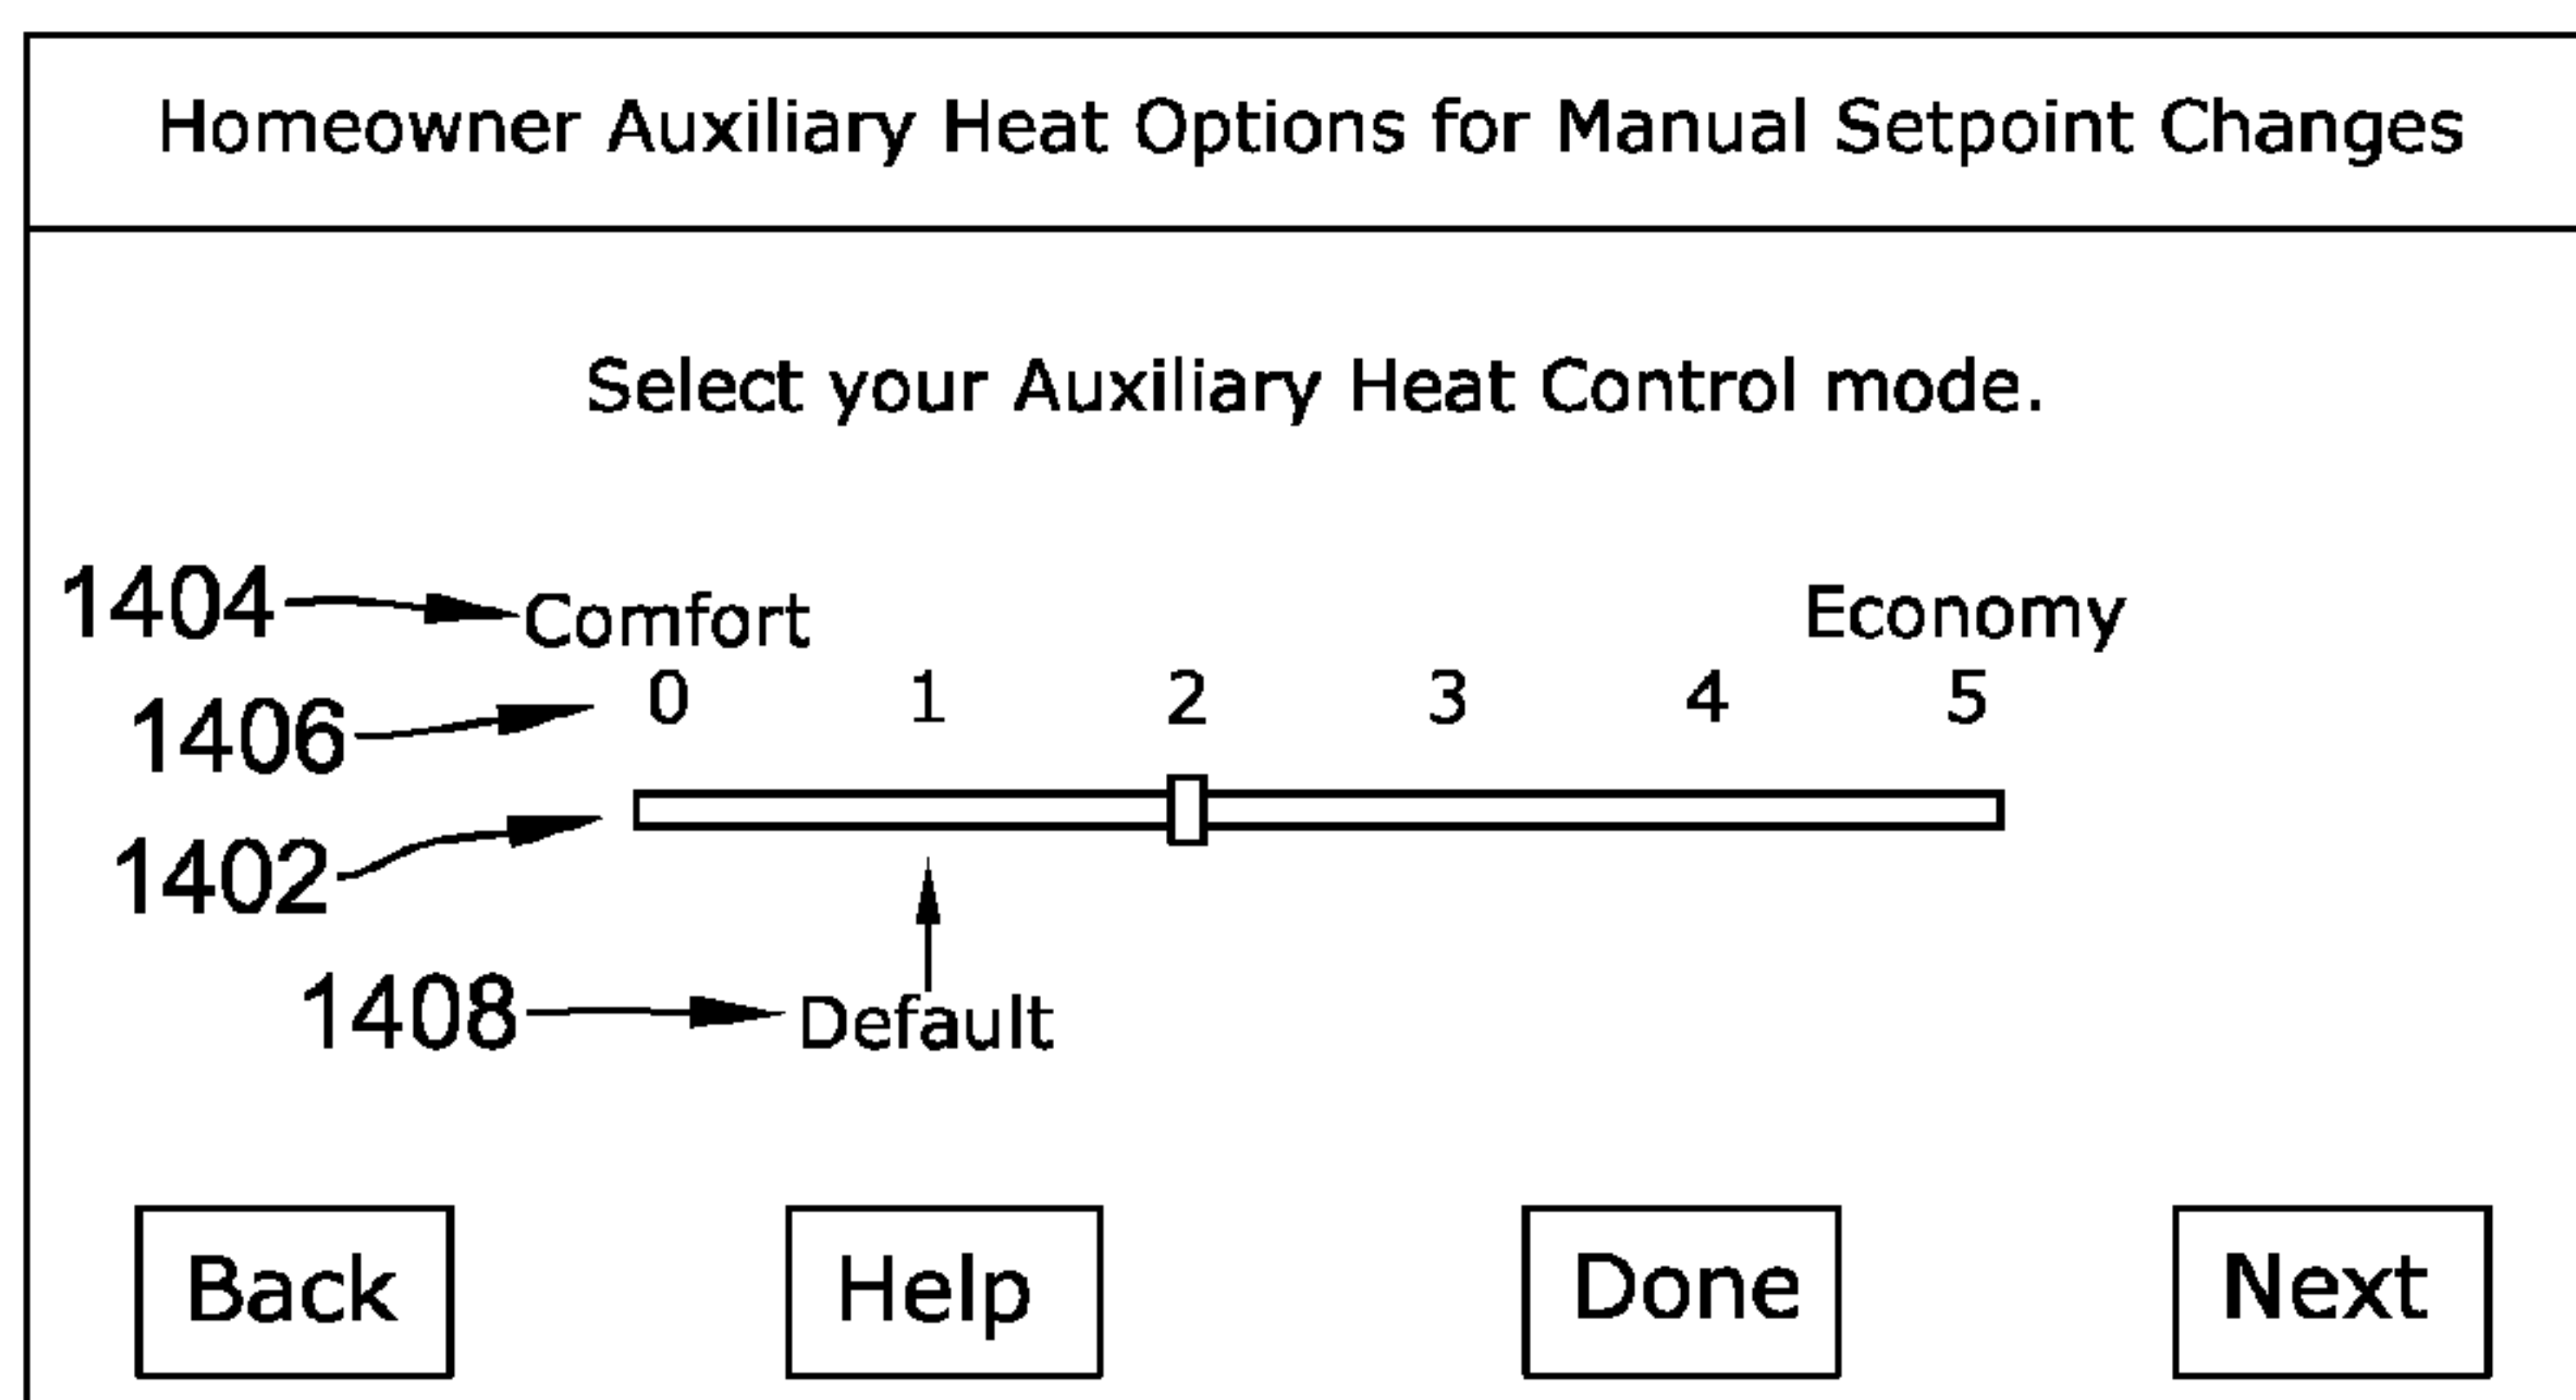 Homeowner Auxiliary Heat Options for Manual Setpoint Changes
Select your Auxiliary Heat Control mode.
1404 Comfort Economy
1406 0 1 2 3 4 5
1402
1408 Default
Back Help Done Next